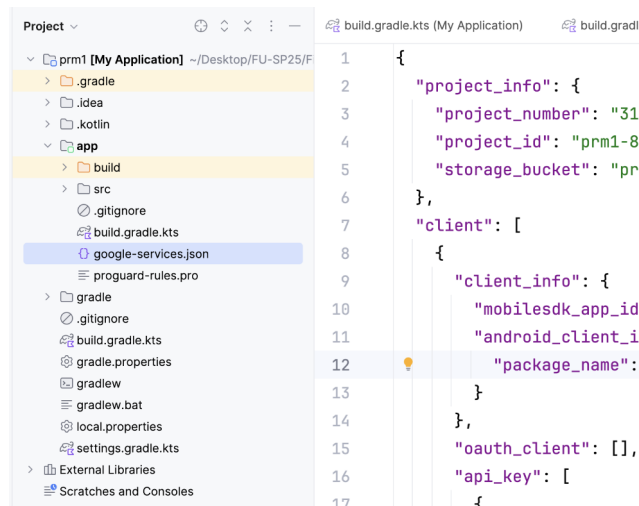 Project
prm1 [My Application] ~/Desktop/FU-SP25/F
.gradle
.idea
.kotlin
app
build
src
.gitignore
build.gradle.kts
google-services.json
proguard-rules.pro
gradle
.gitignore
build.gradle.kts
gradle.properties
gradlew
gradlew.bat
local.properties
settings.gradle.kts
External Libraries
Scratches and Consoles
build.gradle.kts (My Application) build.gradl
1 {
2 "project_info": {
3 "project_number": "31
4 "project_id": "prm1-8
5 "storage_bucket": "pr
6 },
7 "client": [
8 {
9 "client_info": {
10 "mobilesdk_app_id
11 "android_client_i
12 "package_name":
13 }
14 },
15 "oauth_client": [],
16 "api_key": [
17 {